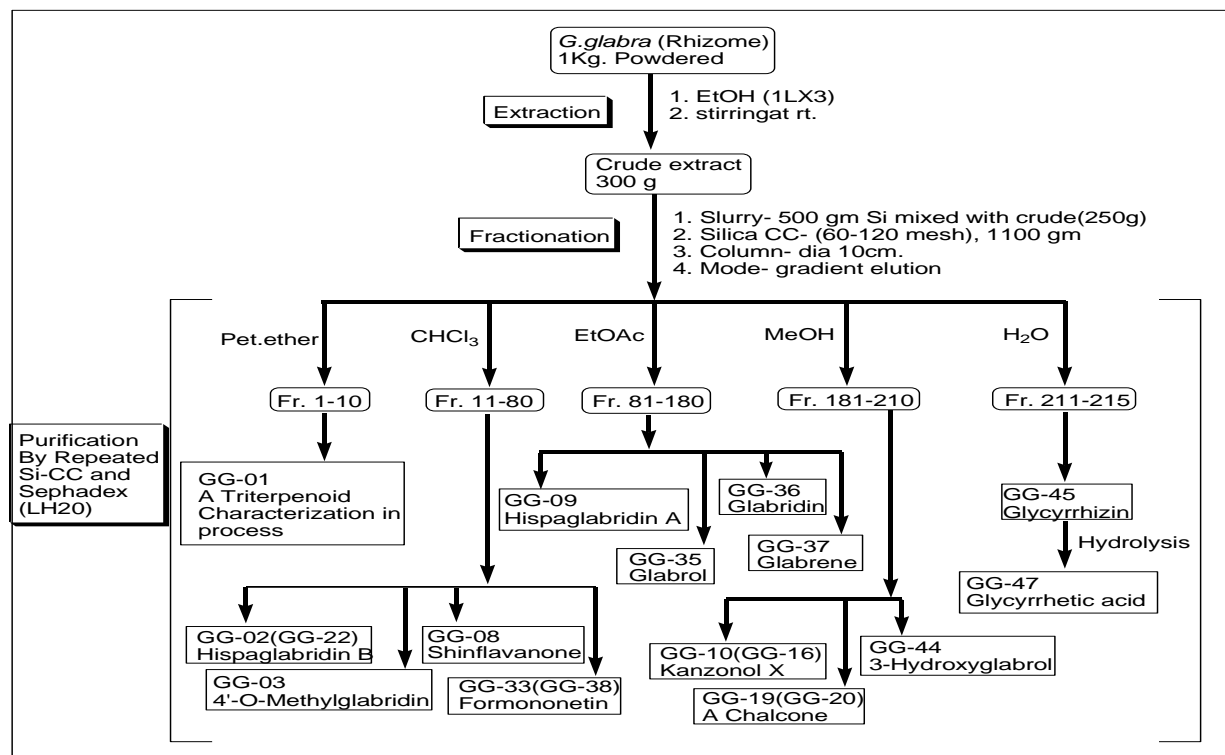 G.glabra (Rhizome)
1Kg. Powdered
Extraction
1. EtOH (1LX3)
2. stirringat rt.
Crude extract
300 g
Fractionation
1. Slurry- 500 gm Si mixed with crude(250g)
2. Silica CC- (60-120 mesh), 1100 gm
3. Column- dia 10cm.
4. Mode- gradient elution
Pet.ether
CHCl3
EtOAc
MeOH
H2O
Fr. 1-10
Fr. 11-80
Fr. 81-180
Fr. 181-210
Fr. 211-215
Purification
By Repeated
Si-CC and
Sephadex
(LH20)
GG-01
A Triterpenoid
Characterization in
process
GG-09
Hispaglabridin A
GG-36
Glabridin
GG-35
Glabrol
GG-37
Glabrene
GG-45
Glycyrrhizin
Hydrolysis
GG-47
Glycyrrhetic acid
GG-02(GG-22)
Hispaglabridin B
GG-03
4'-O-Methylglabridin
GG-08
Shinflavanone
GG-33(GG-38)
Formononetin
GG-10(GG-16)
Kanzonol X
GG-19(GG-20)
A Chalcone
GG-44
3-Hydroxyglabrol